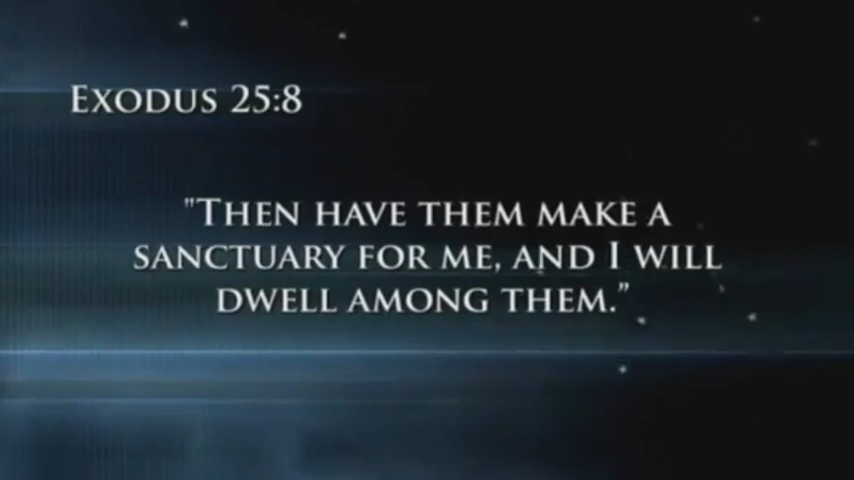 Exodus 25:8
"Then have them make a
sanctuary for me, and I will
dwell among them.”